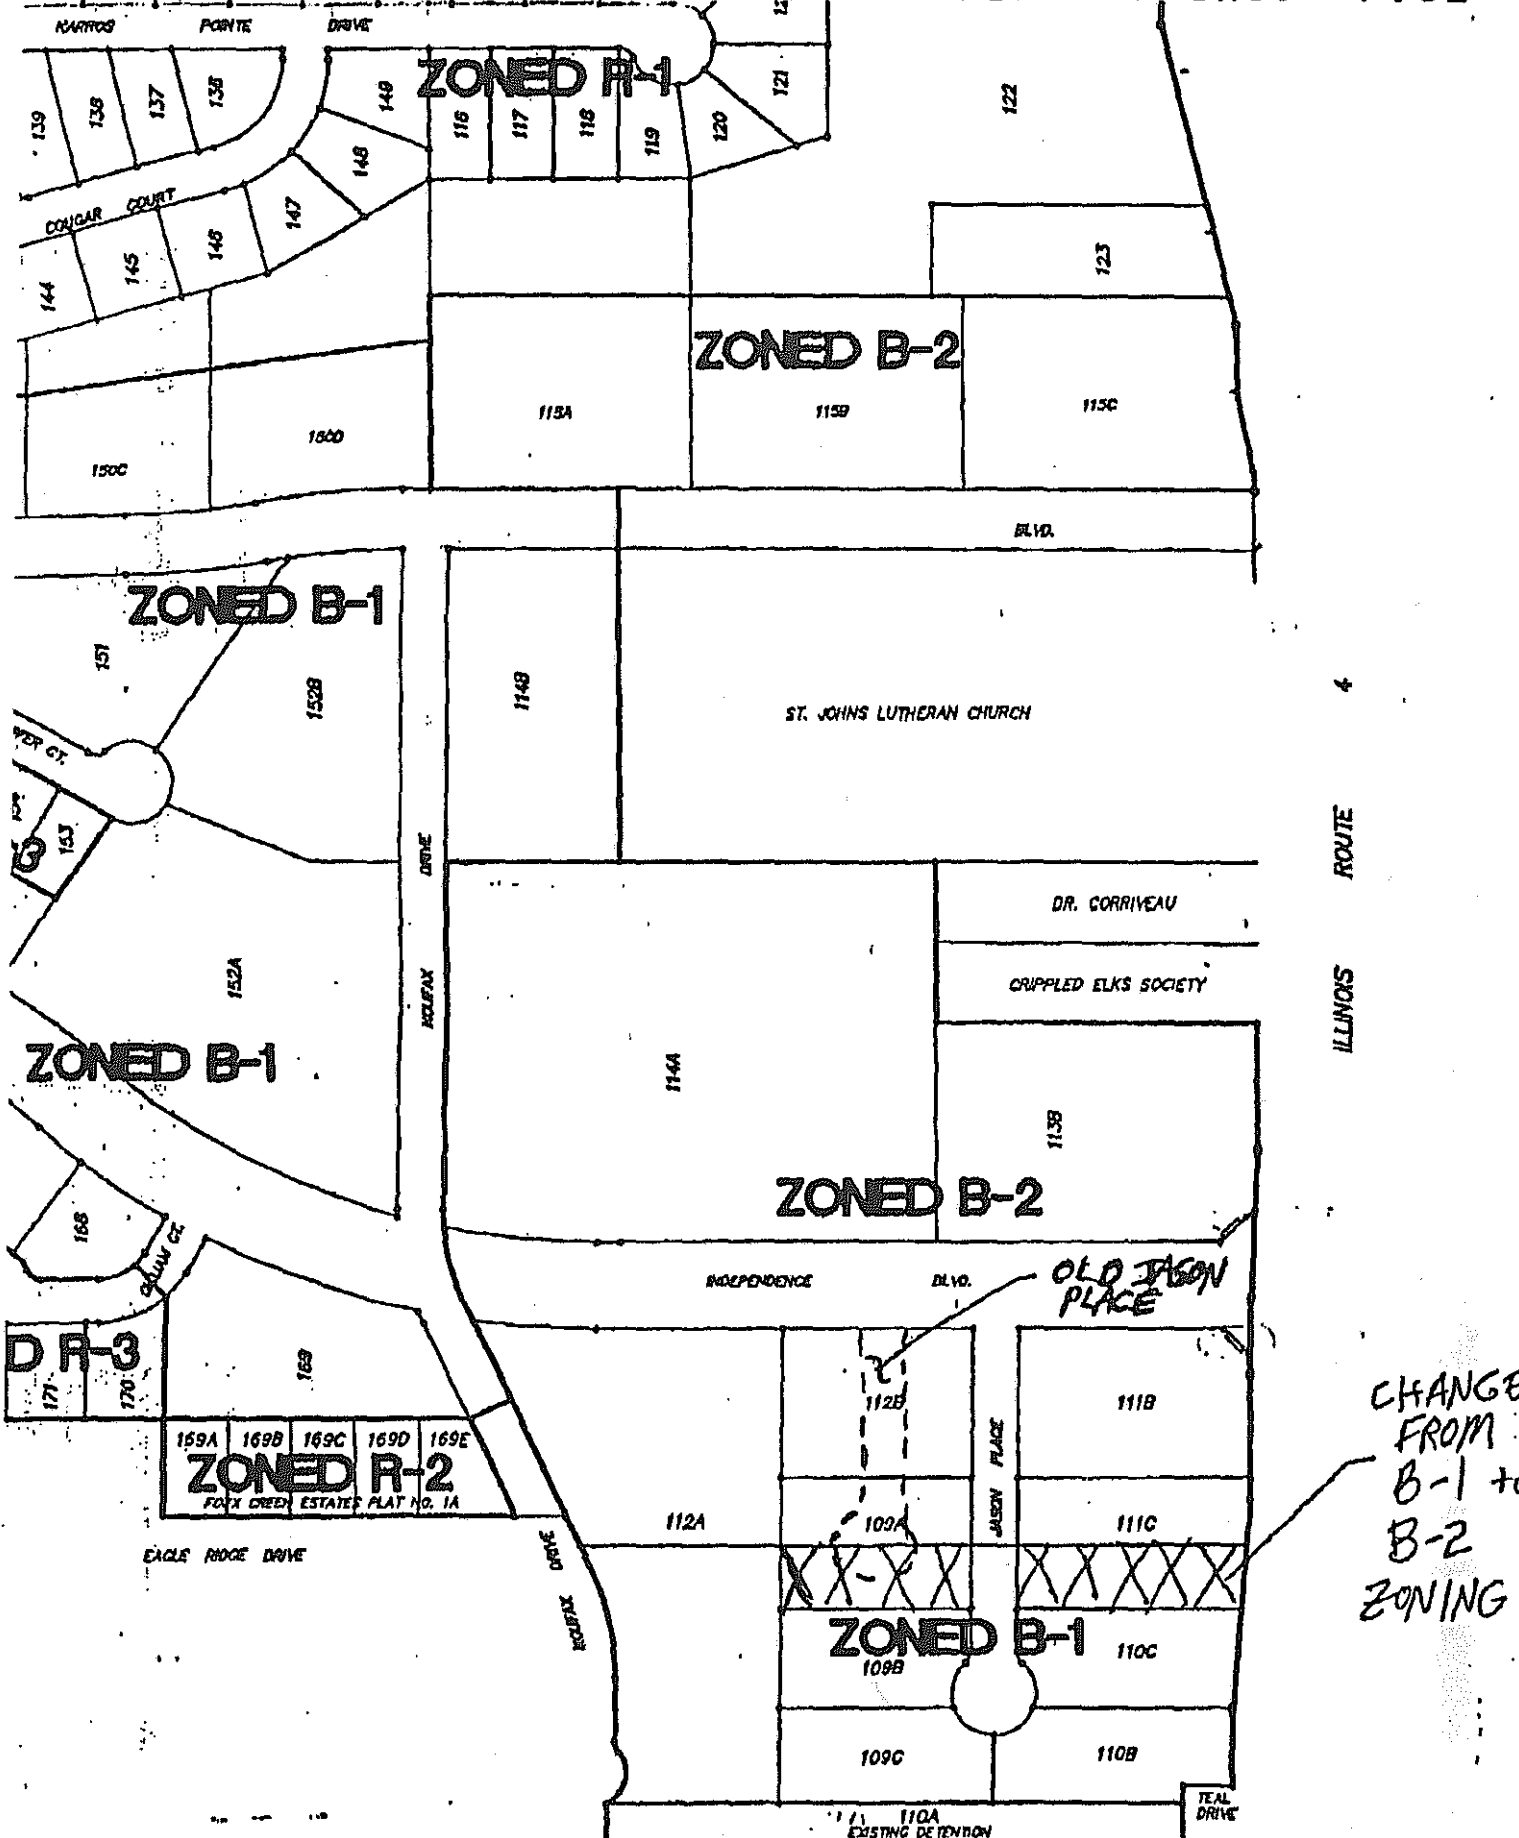 KARROS POINTE DRIVE
ZONED R-1
139
138
137
136
149
116
117
118
119
120
121
122
148
147
COUGAR COURT
146
145
144
123
ZONED B-2
115A
115B
115C
150D
150C
BLVD.
ZONED B-1
151
152B
114B
ST. JOHNS LUTHERAN CHURCH
ILLINOIS ROUTE 4
153
3
152A
MOLIFAX DRIVE
DR. CORRIVEAU
CRIPPLED ELKS SOCIETY
ZONED B-1
114A
113B
ZONED B-2
168
INDEPENDENCE BLVD.
OLD JASON
PLACE
D R-3
171
170
169
112B
JASON PLACE
111B
CHANGE
FROM
B-1 to
B-2
ZONING
169A
169B
169C
169D
169E
ZONED R-2
FOXX CREEK ESTATES PLAT NO. 1A
EAGLE RIDGE DRIVE
MOLIFAX DRIVE
112A
109A
111C
ZONED B-1
109B
110C
109C
110B
110A
EXISTING DETENTION
TEAL
DRIVE